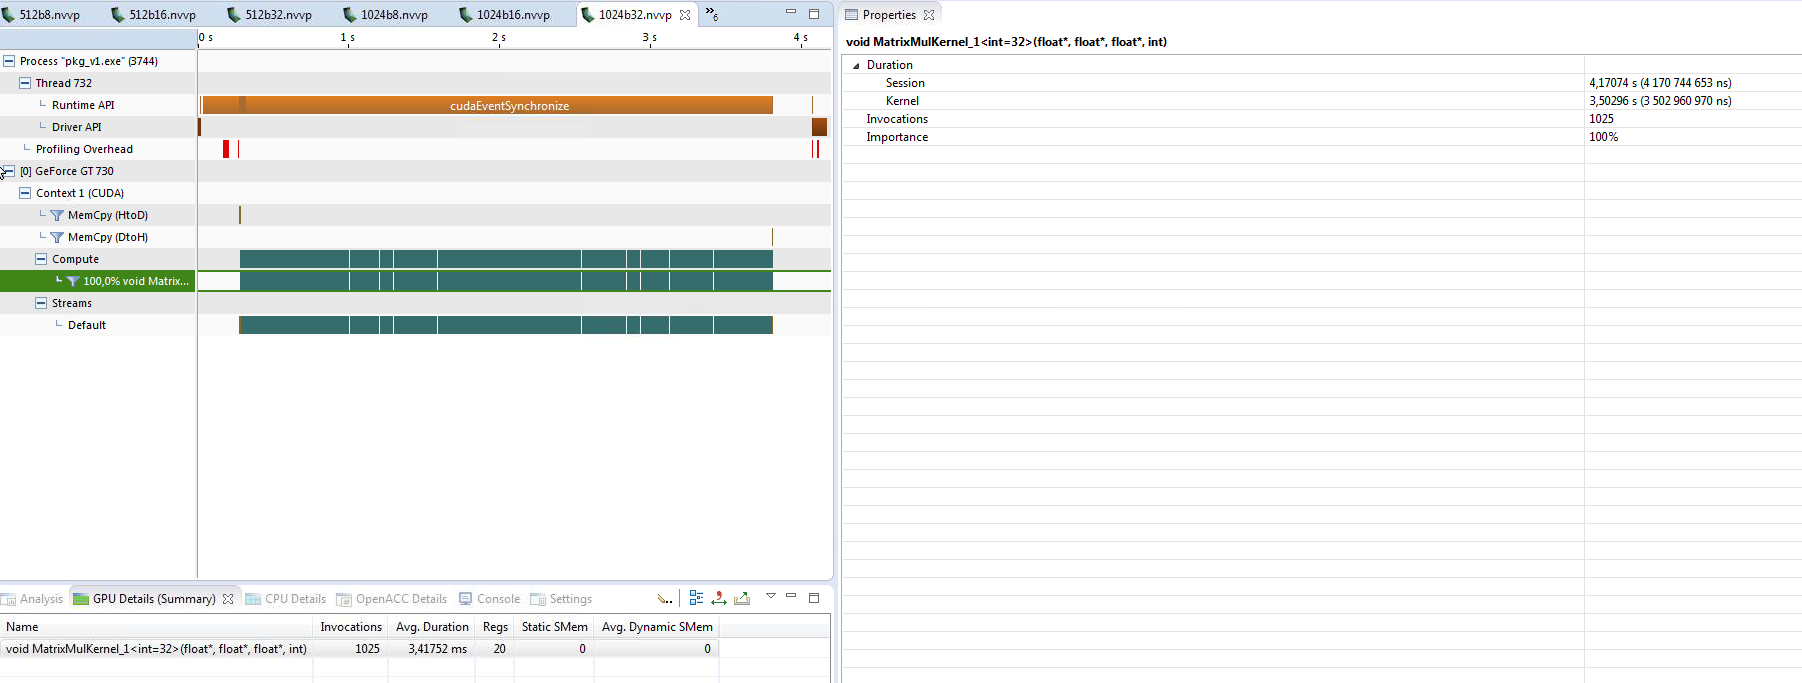 512b8.nvvp 512b16.nvvp 512b32.nvvp 1024b8.nvvp 1024b16.nvvp 1024b32.nvvp » 6
0 s 1 s 2 s 3 s 4 s
Process "pkg_v1.exe" (3744)
Thread 732
Runtime API cudaEventSynchronize
Driver API
Profiling Overhead
[0] GeForce GT 730
Context 1 (CUDA)
MemCpy (HtoD)
MemCpy (DtoH)
Compute
100,0% void Matrix...
Streams
Default
Analysis GPU Details (Summary) CPU Details OpenACC Details Console Settings
Name Invocations Avg. Duration Regs Static SMem Avg. Dynamic SMem
void MatrixMulKernel_1<int=32>(float*, float*, float*, int) 1025 3,41752 ms 20 0 0
Properties
void MatrixMulKernel_1<int=32>(float*, float*, float*, int)
Duration
Session 4,17074 s (4 170 744 653 ns)
Kernel 3,50296 s (3 502 960 970 ns)
Invocations 1025
Importance 100%